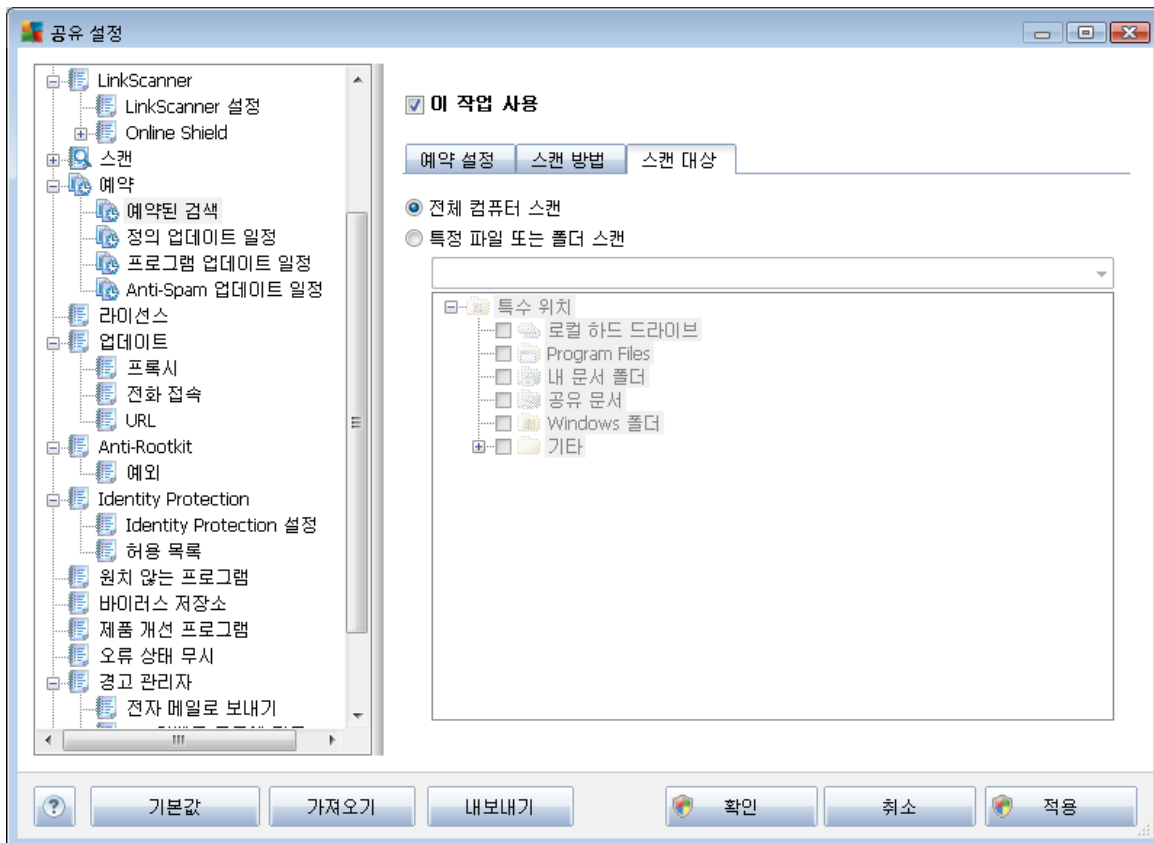 공유 설정
LinkScanner
LinkScanner 설정
Online Shield
스캔
예약
예약된 검색
정의 업데이트 일정
프로그램 업데이트 일정
Anti-Spam 업데이트 일정
라이선스
업데이트
프록시
전화 접속
URL
Anti-Rootkit
예외
Identity Protection
Identity Protection 설정
허용 목록
원치 않는 프로그램
바이러스 저장소
제품 개선 프로그램
오류 상태 무시
경고 관리자
전자 메일로 보내기
이 작업 사용
예약 설정 스캔 방법 스캔 대상
전체 컴퓨터 스캔
특정 파일 또는 폴더 스캔
특수 위치
로컬 하드 드라이브
Program Files
내 문서 폴더
공유 문서
Windows 폴더
기타
기본값 가져오기 내보내기 확인 취소 적용